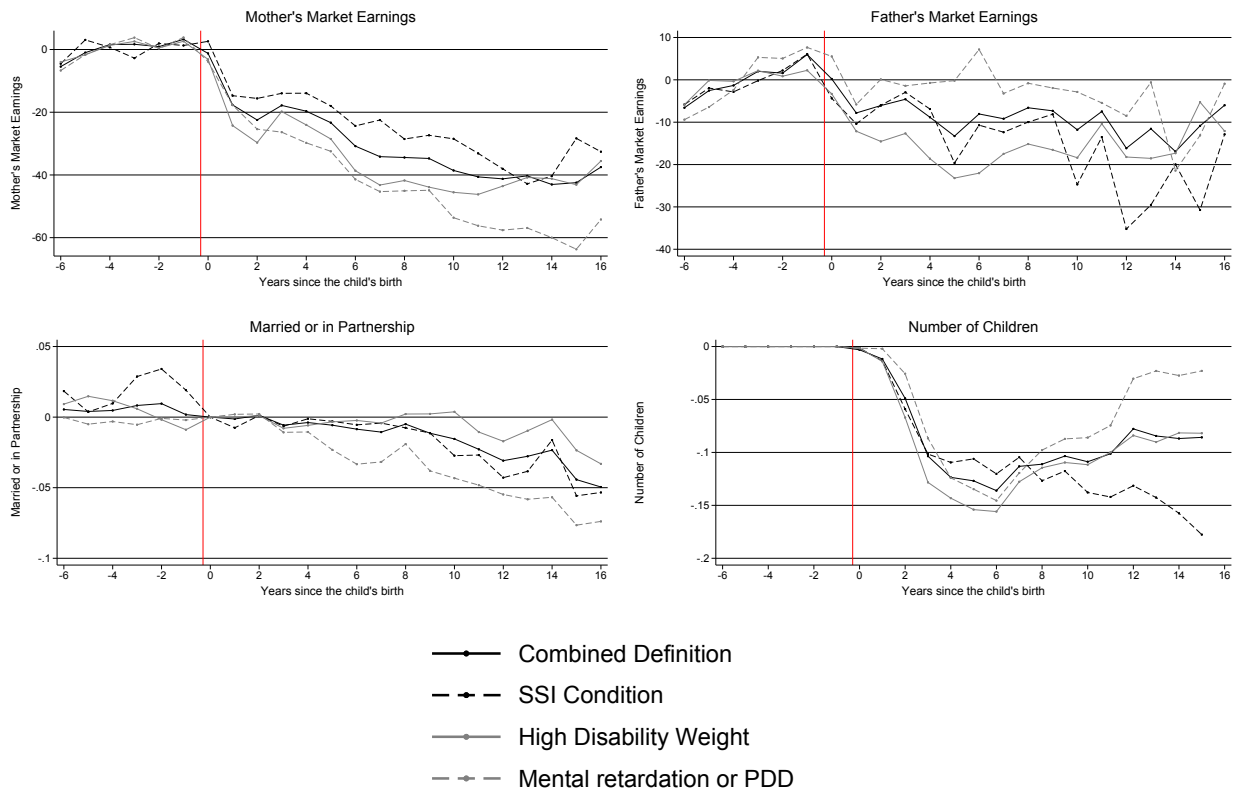 Mother's Market Earnings
Mother's Market Earnings
0
-20
-40
-60
-6 -4 -2 0 2 4 6 8 10 12 14 16
Years since the child's birth
Father's Market Earnings
Father's Market Earnings
10
0
-10
-20
-30
-40
-6 -4 -2 0 2 4 6 8 10 12 14 16
Years since the child's birth
Married or in Partnership
Married or in Partnership
.05
0
-.05
-.1
-6 -4 -2 0 2 4 6 8 10 12 14 16
Years since the child's birth
Number of Children
Number of Children
0
-.05
-.1
-.15
-.2
-6 -4 -2 0 2 4 6 8 10 12 14 16
Years since the child's birth
Combined Definition
SSI Condition
High Disability Weight
Mental retardation or PDD